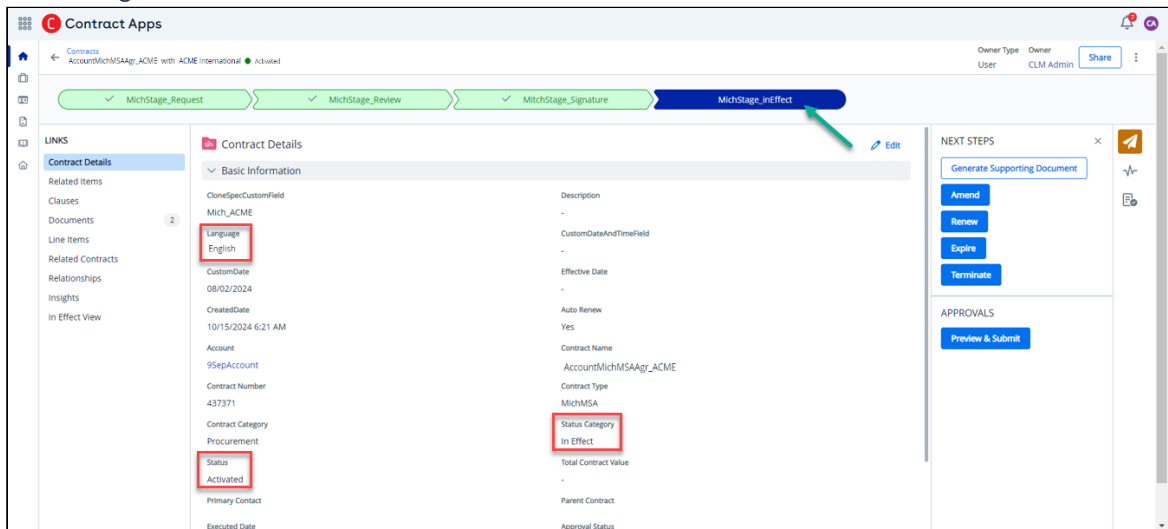 Contract Apps
7
CA
Contracts
AccountMichMSAAgr_ACME with ACME International Activated
Owner Type Owner
User CLM Admin
Share
MichStage_Request
MichStage_Review
MitchStage_Signature
MichStage_inEffect
LINKS
Contract Details
Related Items
Clauses
Documents 2
Line Items
Related Contracts
Relationships
Insights
In Effect View
Contract Details
Edit
Basic Information
CloneSpecCustomField
Mich_ACME
Description
-
Language
English
CustomDateAndTimeField
-
CustomDate
08/02/2024
Effective Date
-
CreatedDate
10/15/2024 6:21 AM
Auto Renew
Yes
Account
9SepAccount
Contract Name
AccountMichMSAAgr_ACME
Contract Number
437371
Contract Type
MichMSA
Contract Category
Procurement
Status Category
In Effect
Status
Activated
Total Contract Value
-
Primary Contact
Parent Contract
Executed Date
Approval Status
NEXT STEPS
Generate Supporting Document
Amend
Renew
Expire
Terminate
APPROVALS
Preview & Submit